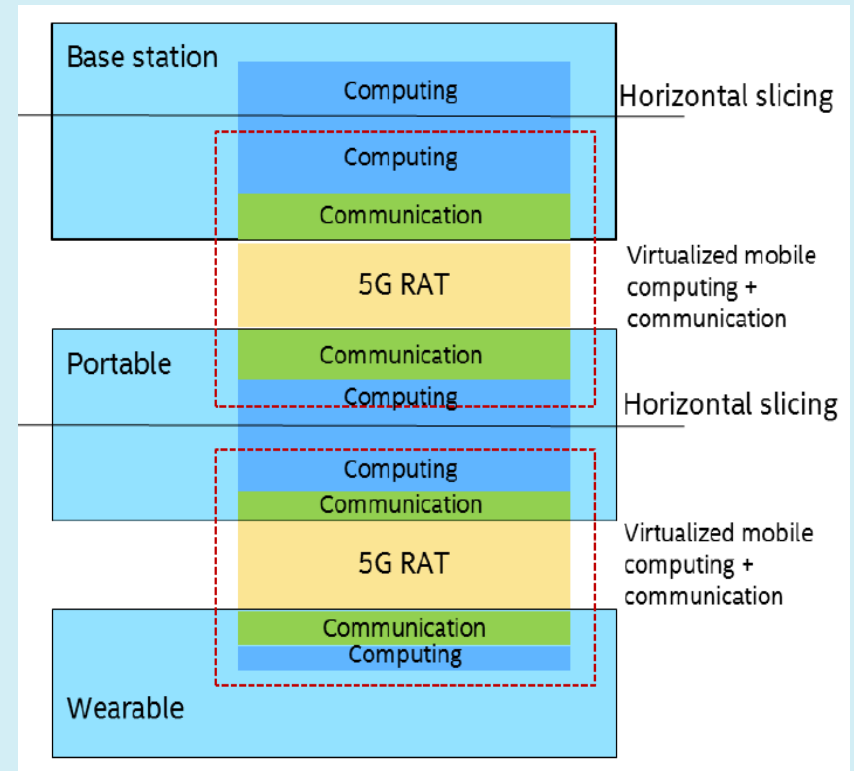 Base station
Computing
Horizontal slicing
Computing
Communication
5G RAT
Virtualized mobile
computing +
communication
Communication
Portable
Computing
Horizontal slicing
Computing
Communication
5G RAT
Virtualized mobile
computing +
communication
Communication
Computing
Wearable